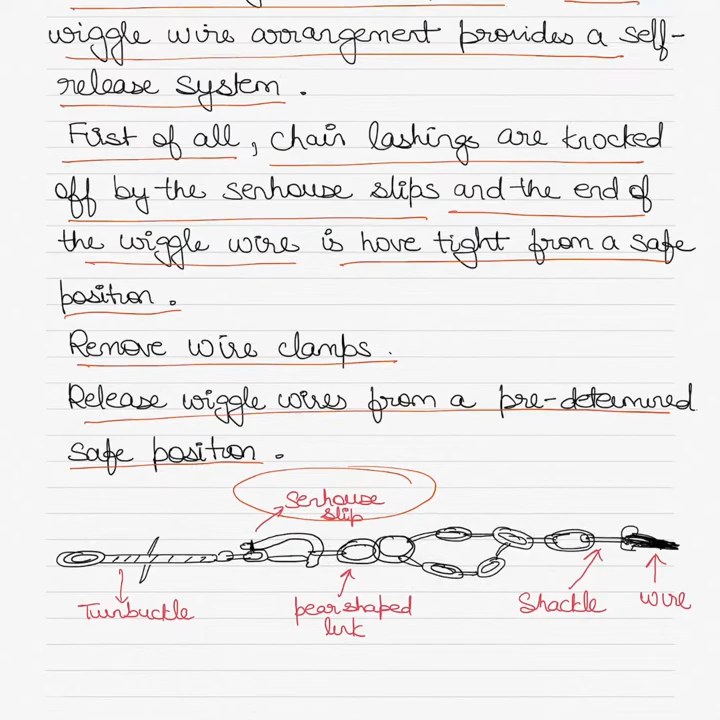 wiggle wire arrangement provides a self-
release system.
First of all, chain lashings are knocked
off by the senhouse slips and the end of
the wiggle wire is hove tight from a safe
position.
Remove wire clamps.
Release wiggle wires from a pre-determined
safe position.
Senhouse
slip
Turnbuckle
pear shaped
link
Shackle
wire